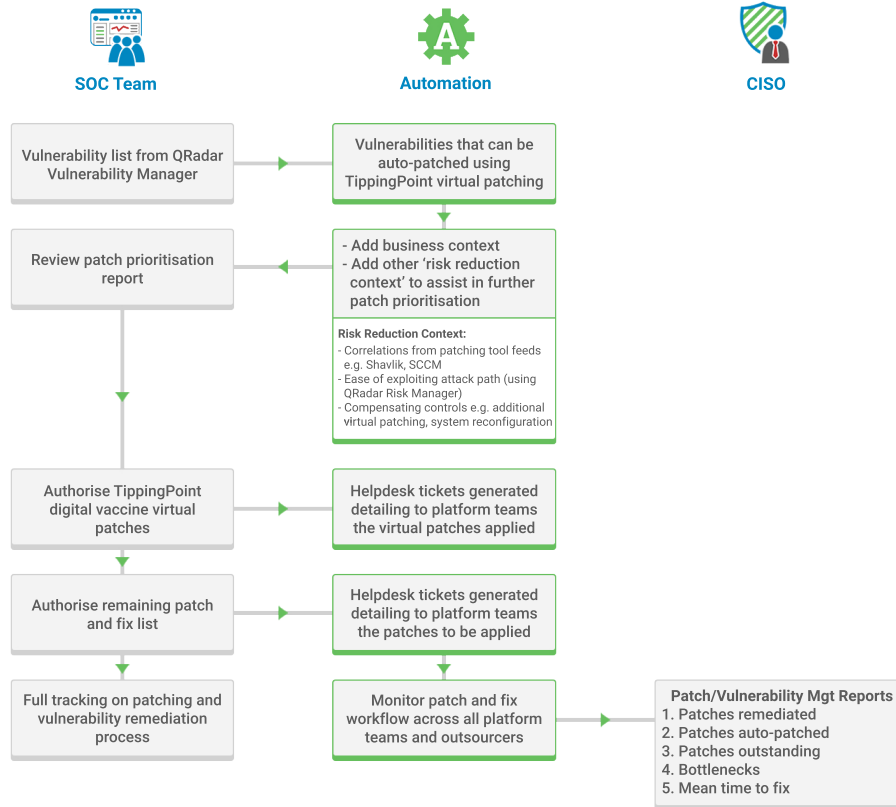 SOC Team
Automation
CISO
Vulnerability list from QRadar
Vulnerability Manager
Vulnerabilities that can be
auto-patched using
TippingPoint virtual patching
Review patch prioritisation
report
- Add business context
- Add other ‘risk reduction
context’ to assist in further
patch prioritisation
Risk Reduction Context:
- Correlations from patching tool feeds
e.g. Shavlik, SCCM
- Ease of exploiting attack path (using
QRadar Risk Manager)
- Compensating controls e.g. additional
virtual patching, system reconfiguration
Authorise TippingPoint
digital vaccine virtual
patches
Helpdesk tickets generated
detailing to platform teams
the virtual patches applied
Authorise remaining patch
and fix list
Helpdesk tickets generated
detailing to platform teams
the patches to be applied
Full tracking on patching and
vulnerability remediation
process
Monitor patch and fix
workflow across all platform
teams and outsourcers
Patch/Vulnerability Mgt Reports
1. Patches remediated
2. Patches auto-patched
3. Patches outstanding
4. Bottlenecks
5. Mean time to fix
A